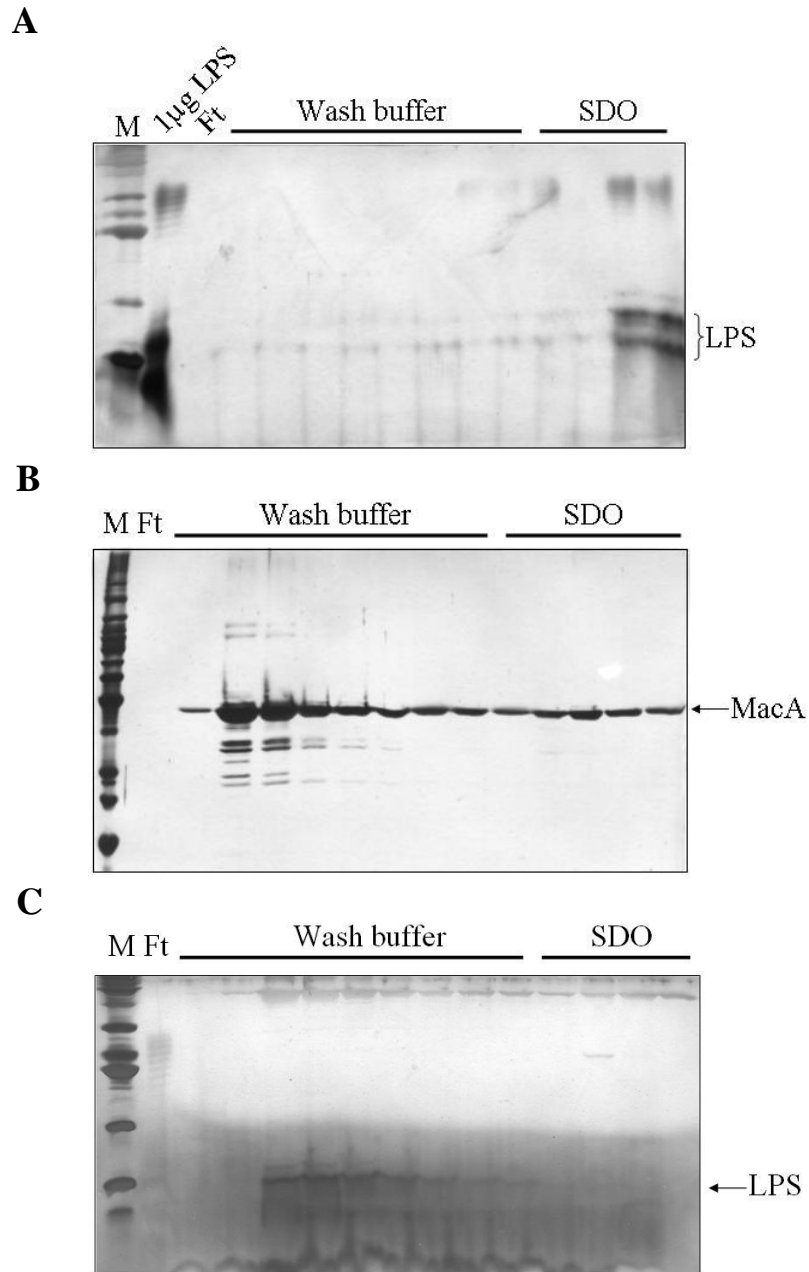 A
M 1μg LPS Ft Wash buffer SDO
LPS
B
M Ft Wash buffer SDO
MacA
C
M Ft Wash buffer SDO
LPS